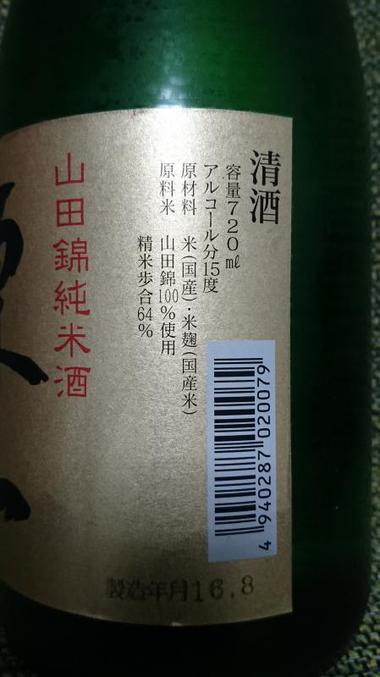 清酒
容量720ml
アルコール分15度
原材料 米(国産)・米麹(国産米)
原料米 山田錦100%使用
精米歩合64%
山田錦純米酒
4940287020079
製造年月16.8